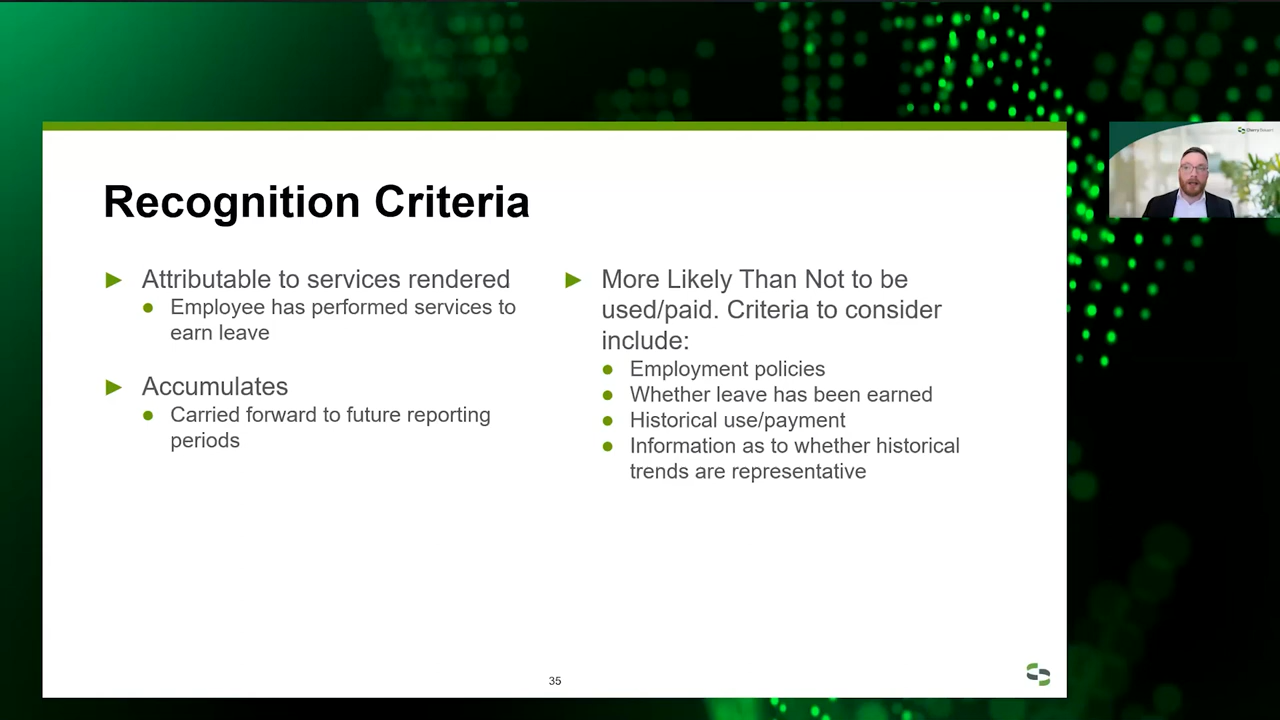 Recognition Criteria
Attributable to services rendered
Employee has performed services to
earn leave
Accumulates
Carried forward to future reporting
periods
More Likely Than Not to be
used/paid. Criteria to consider
include:
Employment policies
Whether leave has been earned
Historical use/payment
Information as to whether historical
trends are representative
35